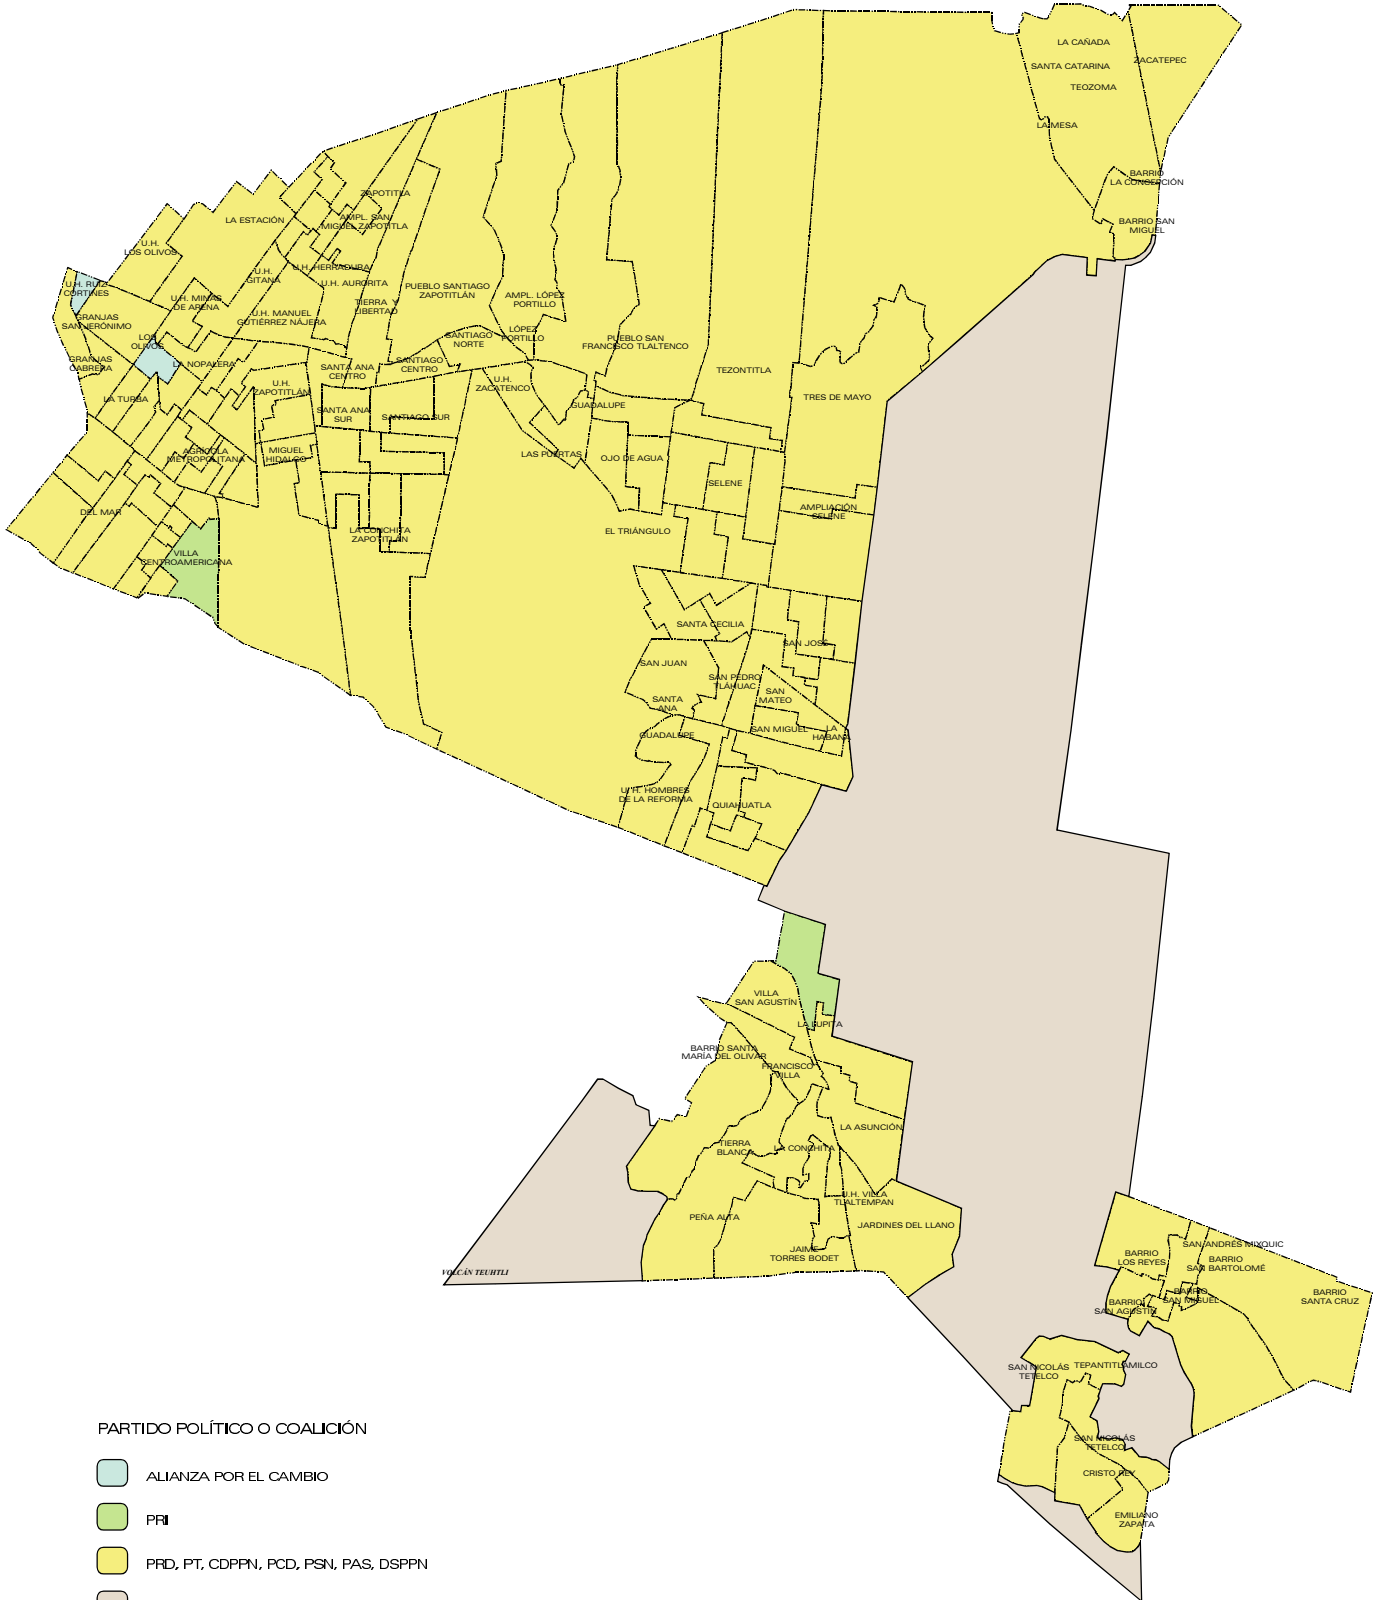 LA CAÑADA
SANTA CATARINA
ZACATEPEC
TEOZOMA
LA MESA
BARRIO
LA CONCEPCIÓN
BARRIO SAN
MIGUEL
ZAPOTITLA
LA ESTACIÓN
AMPL. SAN
MIGUEL ZAPOTITLA
U.H.
LOS OLIVOS
U.H. HERRADURA
U.H.
GITANA
U.H. AURORITA
U.H. RUIZ
CORTINES
U.H. MINAS
DE ARENA
TIERRA Y
LIBERTAD
PUEBLO SANTIAGO
ZAPOTITLÁN
AMPL. LÓPEZ
PORTILLO
GRANJAS
SAN JERÓNIMO
U.H. MANUEL
GUTIÉRREZ NÁJERA
LOS
OLIVOS
SANTIAGO
NORTE
LÓPEZ
PORTILLO
PUEBLO SAN
FRANCISCO TLALTENCO
GRANJAS
CABRERA
LA NOPALERA
SANTA ANA
CENTRO
SANTIAGO
CENTRO
TEZONTITLA
U.H.
ZAPOTITLÁN
U.H.
ZACATENCO
LA TURBA
SANTA ANA
SUR
SANTIAGO SUR
GUADALUPE
TRES DE MAYO
AGRÍCOLA
METROPOLITANA
MIGUEL
HIDALGO
LAS PUERTAS
OJO DE AGUA
SELENE
DEL MAR
AMPLIACIÓN
SELENE
LA CONCHITA
ZAPOTITLÁN
EL TRIÁNGULO
VILLA
CENTROAMERICANA
SANTA CECILIA
SAN JOSÉ
SAN JUAN
SAN PEDRO
TLÁHUAC
SAN
MATEO
SANTA
ANA
GUADALUPE
SAN MIGUEL
LA
HABANA
U. H. HOMBRES
DE LA REFORMA
QUIAHUATLA
VILLA
SAN AGUSTÍN
LA LUPITA
BARRIO SANTA
MARÍA DEL OLIVAR
FRANCISCO
VILLA
LA ASUNCIÓN
TIERRA
BLANCA
LA CONCHITA
U.H. VILLA
TLALTEMPAN
PEÑA ALTA
JARDINES DEL LLANO
JAIME
TORRES BODET
VOLCÁN TEUHTLI
SAN ANDRÉS MIXQUIC
BARRIO
LOS REYES
BARRIO
SAN BARTOLOMÉ
BARRIO
SAN MIGUEL
BARRIO
SAN AGUSTÍN
BARRIO
SANTA CRUZ
SAN NICOLÁS
TETELCO
TEPANTITLAMILCO
SAN NICOLÁS
TETELCO
CRISTO REY
EMILIANO
ZAPATA
PARTIDO POLÍTICO O COALICIÓN
ALIANZA POR EL CAMBIO
PRI
PRD, PT, CDPPN, PCD, PSN, PAS, DSPPN